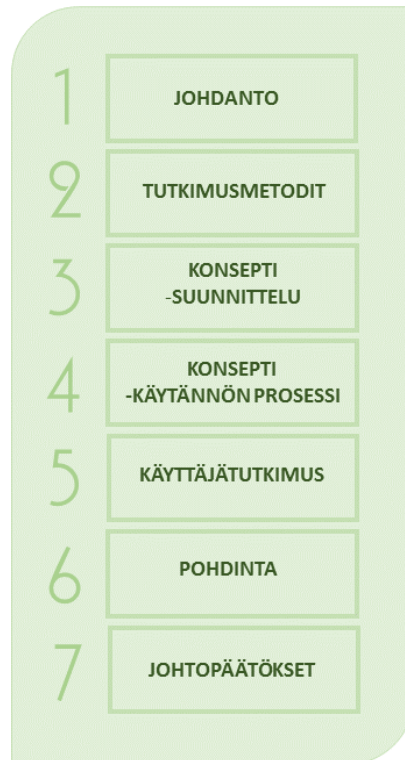 1 JOHDANTO
2 TUTKIMUSMETODIT
3 KONSEPTI
-SUUNNITTELU
4 KONSEPTI
-KÄYTÄNNÖN PROSESSI
5 KÄYTTÄJÄTUTKIMUS
6 POHDINTA
7 JOHTOPÄÄTÖKSET